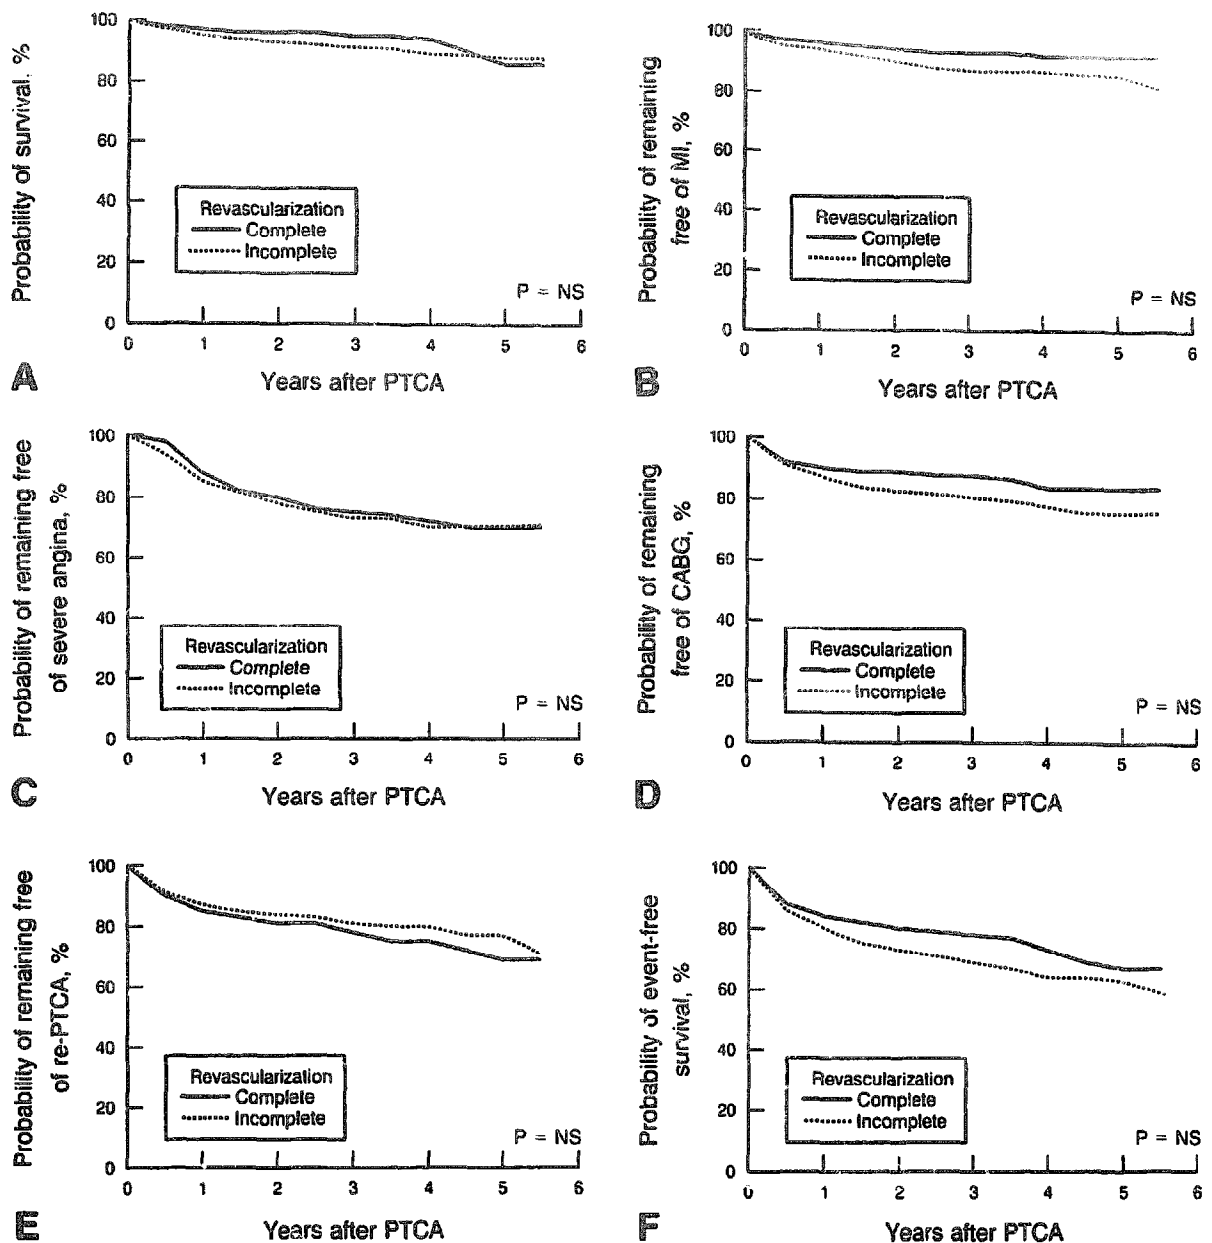 Probability of survival, %
100
80
60
40
20
0
Revascularization
Complete
Incomplete
P = NS
0 1 2 3 4 5 6
Years after PTCA
A
Probability of remaining
free of MI, %
100
80
60
40
20
0
Revascularization
Complete
Incomplete
P = NS
0 1 2 3 4 5 6
Years after PTCA
B
Probability of remaining free
of severe angina, %
100
80
60
40
20
0
Revascularization
Complete
Incomplete
P = NS
0 1 2 3 4 5 6
Years after PTCA
C
Probability of remaining
free of CABG, %
100
80
60
40
20
0
Revascularization
Complete
Incomplete
P = NS
0 1 2 3 4 5 6
Years after PTCA
D
Probability of remaining free
of re-PTCA, %
100
80
60
40
20
0
Revascularization
Complete
Incomplete
P = NS
0 1 2 3 4 5 6
Years after PTCA
E
Probability of event-free
survival, %
100
80
60
40
20
0
Revascularization
Complete
Incomplete
P = NS
0 1 2 3 4 5 6
Years after PTCA
F